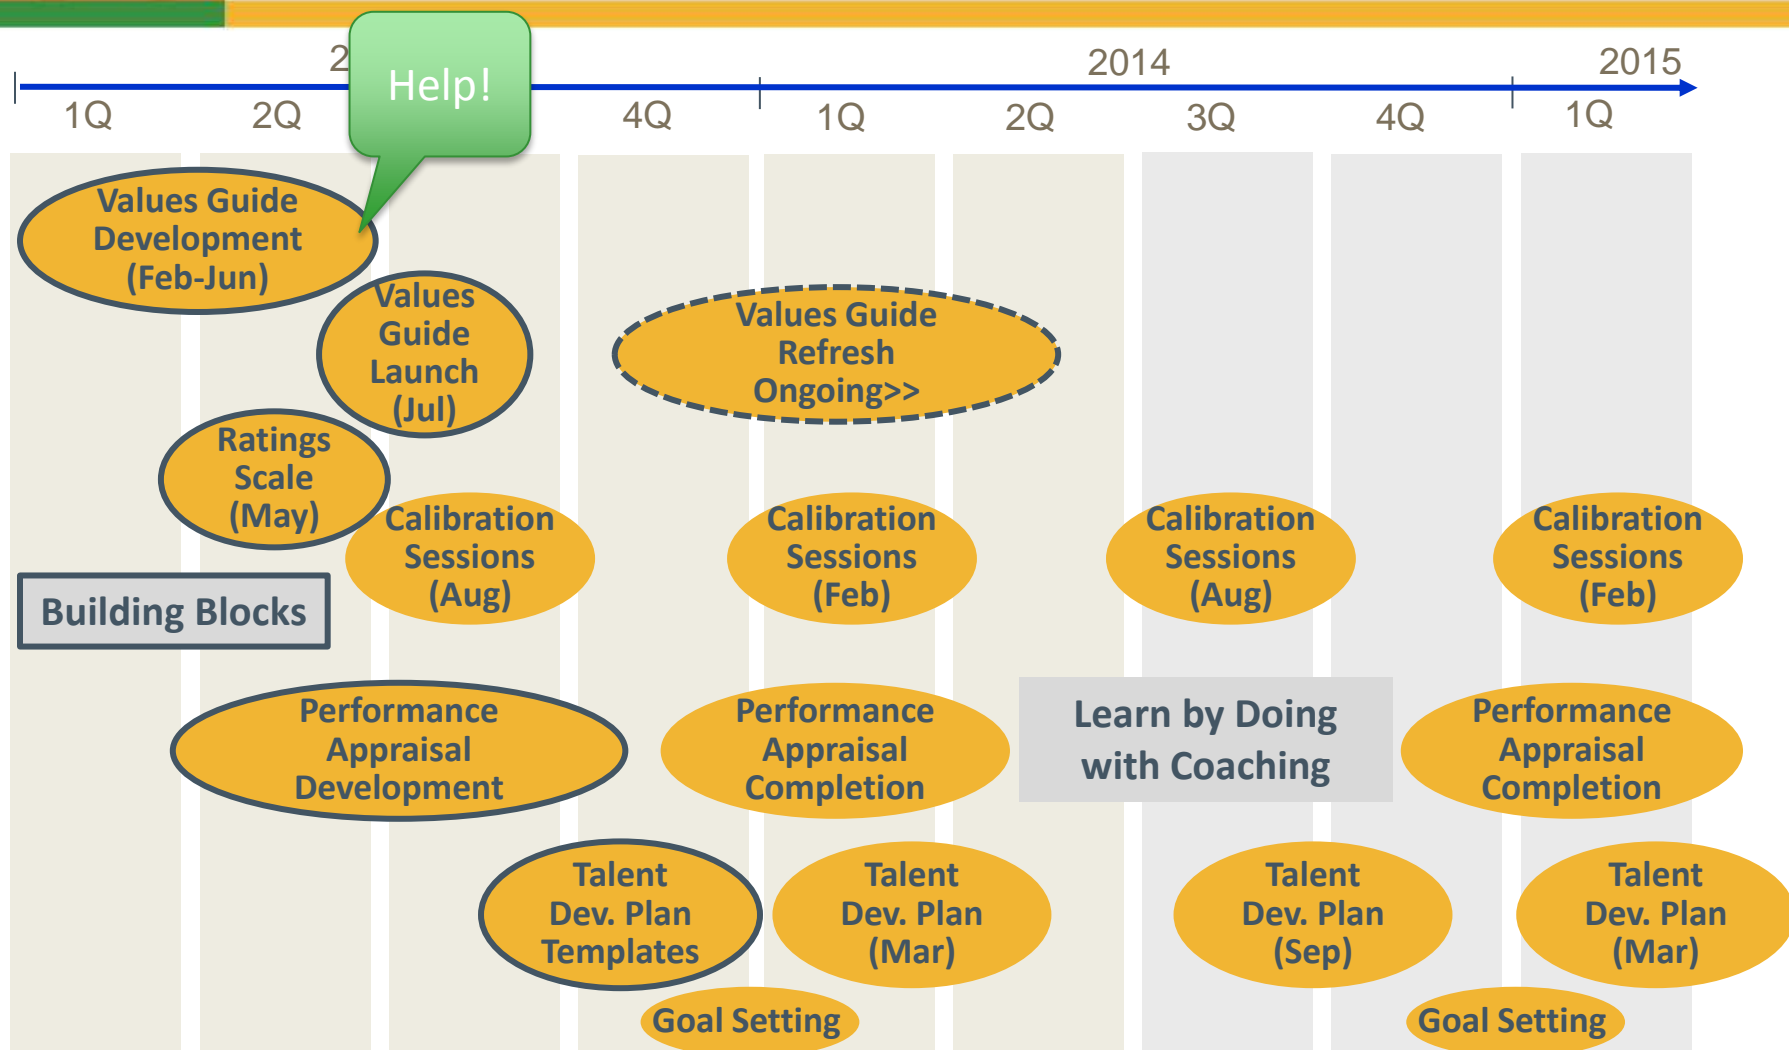 2014
2015
Help!
1Q
2Q
4Q
1Q
2Q
3Q
4Q
1Q
Values Guide
Development
(Feb-Jun)
Values
Guide
Launch
(Jul)
Values Guide
Refresh
Ongoing>>
Ratings
Scale
(May)
Calibration
Sessions
(Aug)
Calibration
Sessions
(Feb)
Calibration
Sessions
(Aug)
Calibration
Sessions
(Feb)
Building Blocks
Performance
Appraisal
Development
Performance
Appraisal
Completion
Learn by Doing
with Coaching
Performance
Appraisal
Completion
Talent
Dev. Plan
Templates
Talent
Dev. Plan
(Mar)
Talent
Dev. Plan
(Sep)
Talent
Dev. Plan
(Mar)
Goal Setting
Goal Setting